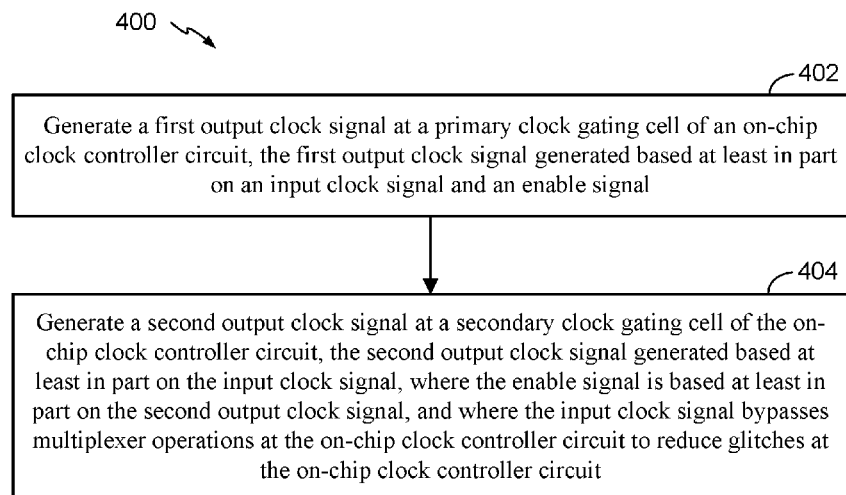 400
402
Generate a first output clock signal at a primary clock gating cell of an on-chip
clock controller circuit, the first output clock signal generated based at least in part
on an input clock signal and an enable signal
404
Generate a second output clock signal at a secondary clock gating cell of the on-
chip clock controller circuit, the second output clock signal generated based at
least in part on the input clock signal, where the enable signal is based at least in
part on the second output clock signal, and where the input clock signal bypasses
multiplexer operations at the on-chip clock controller circuit to reduce glitches at
the on-chip clock controller circuit